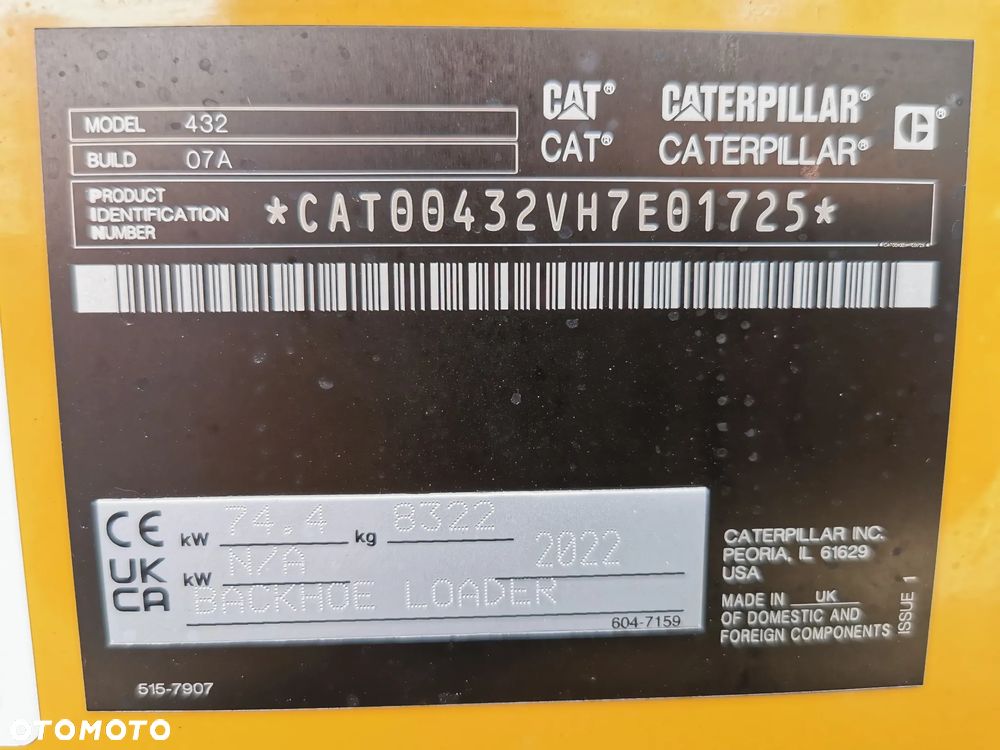 CAT® CATERPILLAR® C®
CAT® CATERPILLAR®
MODEL 432
BUILD 07A
PRODUCT
IDENTIFICATION
NUMBER
*CAT00432VH7E01725*
CE kW 74.4 kg 8322
UK
CA kW N/A 2022
BACKHOE LOADER
604-7159
CATERPILLAR INC.
PEORIA, IL 61629
USA
MADE IN UK
OF DOMESTIC AND
FOREIGN COMPONENTS
ISSUE 1
515-7907
OTOMOTO